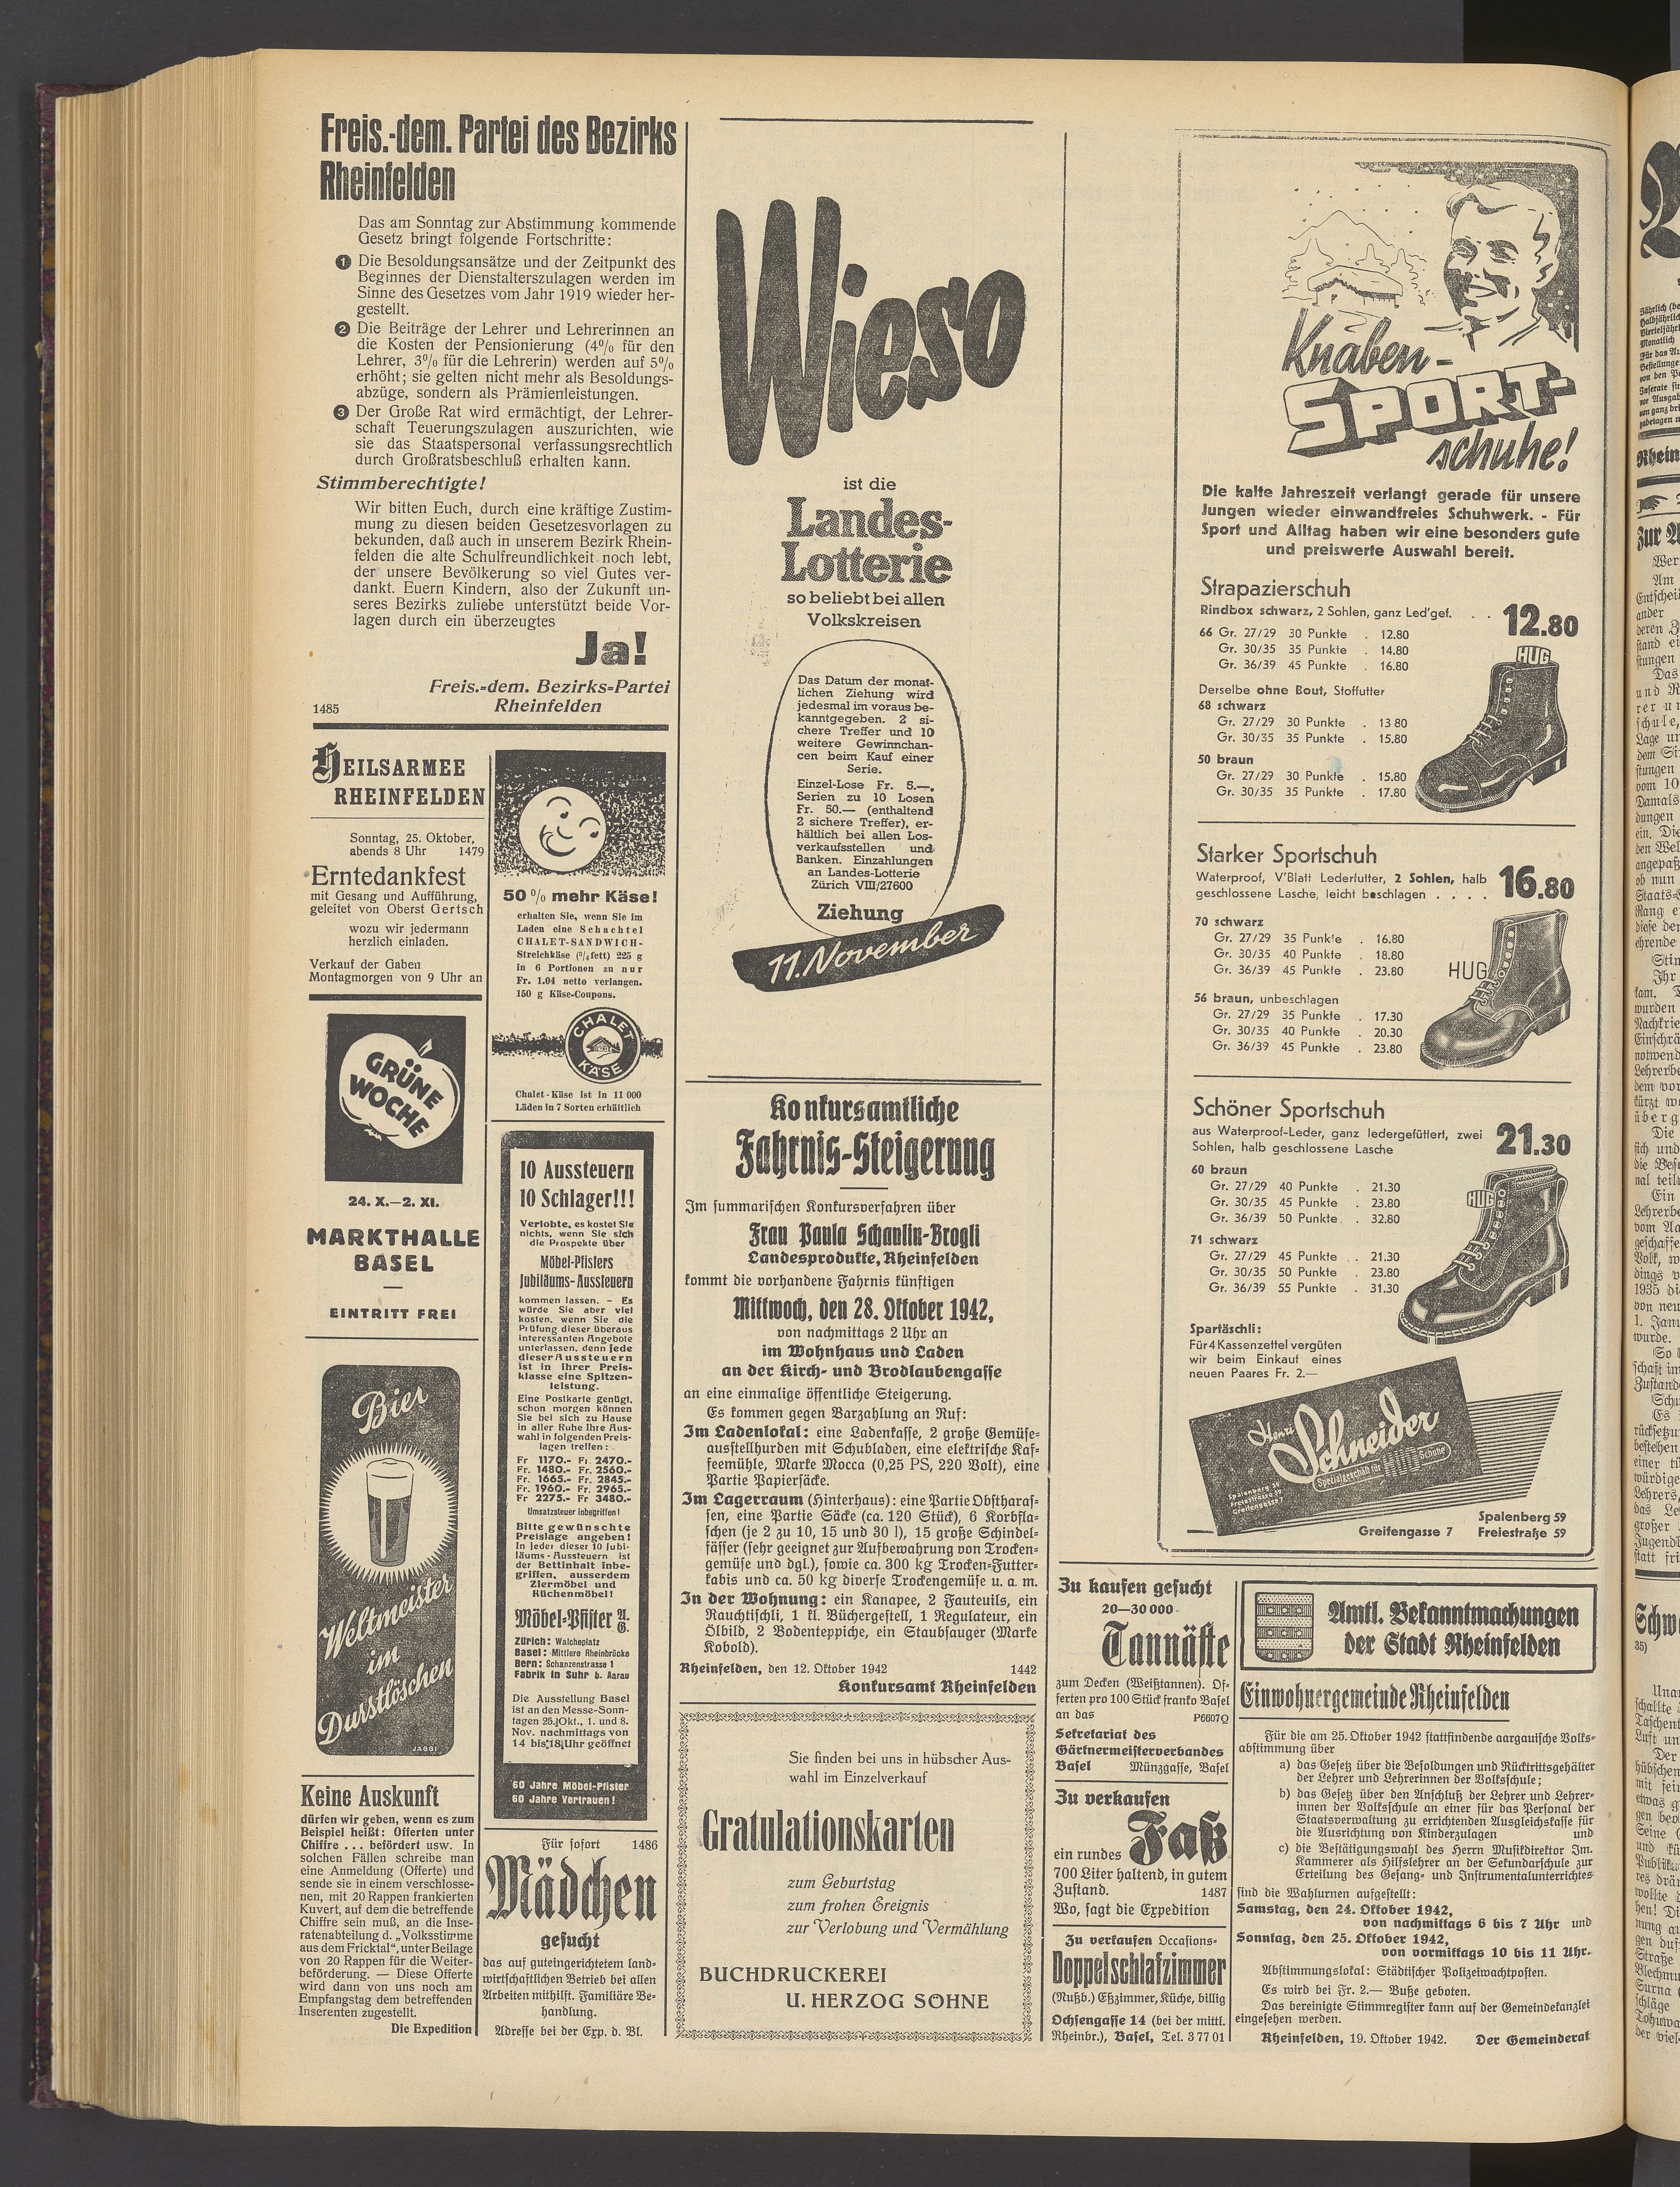 Freis.-dem. Partei des Bezirks
Rheinfelden
Das am Sonntag zur Abstimmung kommende
Gesetz bringt folgende Fortschritte:
1 Die Besoldungsansätze und der Zeitpunkt des
Beginnes der Dienstalterszulagen werden im
Sinne des Gesetzes vom Jahr 1919 wieder her-
gestellt.
2 Die Beiträge der Lehrer und Lehrerinnen an
die Kosten der Pensionierung (4% für den
Lehrer, 3% für die Lehrerin) werden auf 5%
erhöht; sie gelten nicht mehr als Besoldungs-
abzüge, sondern als Prämienleistungen.
3 Der Große Rat wird ermächtigt, der Lehrer-
schaft Teuerungszulagen auszurichten, wie
sie das Staatspersonal verfassungsrechtlich
durch Großratsbeschluß erhalten kann.
Stimmberechtigte!
Wir bitten Euch, durch eine kräftige Zustim-
mung zu diesen beiden Gesetzesvorlagen zu
bekunden, daß auch in unserem Bezirk Rhein-
felden die alte Schulfreundlichkeit noch lebt,
der unsere Bevölkerung so viel Gutes ver-
dankt. Euern Kindern, also der Zukunft un-
seres Bezirks zuliebe unterstützt beide Vor-
lagen durch ein überzeugtes
Ja!
Freis.-dem. Bezirks-Partei
1485 Rheinfelden
HEILSARMEE
RHEINFELDEN
Sonntag, 25. Oktober,
abends 8 Uhr 1479
Erntedankfest
mit Gesang und Aufführung,
geleitet von Oberst Gertsch
wozu wir jedermann
herzlich einladen.
Verkauf der Gaben
Montagmorgen von 9 Uhr an
GRÜNE
WOCHE
24. X.—2. XI.
MARKTHALLE
BASEL
EINTRITT FREI
Bier
Weltmeister
im
Durstlöschen
JAGGI
Keine Auskunft
dürfen wir geben, wenn es zum
Beispiel heißt: Offerten unter
Chiffre ... befördert usw. In
solchen Fällen schreibe man
eine Anmeldung (Offerte) und
sende sie in einem verschlosse-
nen, mit 20 Rappen frankierten
Kuvert, auf dem die betreffende
Chiffre sein muß, an die Inse-
ratenabteilung d. „Volksstimme
aus dem Fricktal“, unter Beilage
von 20 Rappen für die Weiter-
beförderung. — Diese Offerte
wird dann von uns noch am
Empfangstag dem betreffenden
Inserenten zugestellt.
Die Expedition
50 % mehr Käse!
erhalten Sie, wenn Sie im
Laden eine Schachtel
CHALET-SANDWICH-
Streichkäse (3/4 fett) 225 g
in 6 Portionen zu nur
Fr. 1.04 netto verlangen.
150 g Käse-Coupons.
CHALET
KÄSE
Chalet-Käse ist in 11 000
Läden in 7 Sorten erhältlich
10 Aussteuern
10 Schlager!!!
Verlobte, es kostet Sie
nichts, wenn Sie sich
die Prospekte über
Möbel-Pfisters
Jubiläums-Aussteuern
kommen lassen. – Es
würde Sie aber viel
kosten, wenn Sie die
Prüfung dieser überaus
interessanten Angebote
unterlassen, denn jede
dieser Aussteuern
ist in ihrer Preis-
klasse eine Spitzen-
leistung.
Eine Postkarte genügt,
schon morgen können
Sie bei sich zu Hause
in aller Ruhe Ihre Aus-
wahl in folgenden Preis-
lagen treffen:
Fr 1170.- Fr. 2470.-
Fr. 1480.- Fr. 2560.-
Fr. 1665.- Fr. 2845.-
Fr. 1960.- Fr. 2965.-
Fr 2275.- Fr 3480.-
Umsatzsteuer inbegriffen!
Bitte gewünschte
Preislage angeben!
In jeder dieser 10 Jubi-
läums-Aussteuern ist
der Bettinhalt inbe-
griffen, ausserdem
Ziermöbel und
Küchenmöbel!
Möbel-Pfister A.G.
Zürich: Walcheplatz
Basel: Mittlere Rheinbrücke
Bern: Schanzenstrasse 1
Fabrik in Suhr b. Aarau
Die Ausstellung Basel
ist an den Messe-Sonn-
tagen 25. Okt., 1. und 8.
Nov. nachmittags von
14 bis 18 Uhr geöffnet
60 Jahre Möbel-Pfister
60 Jahre Vertrauen!
Für sofort 1486
Mädchen
gesucht
das auf guteingerichtetem land-
wirtschaftlichen Betrieb bei allen
Arbeiten mithilft. Familiäre Be-
handlung.
Adresse bei der Exp. d. Bl.
Wieso
ist die
Landes-
Lotterie
so beliebt bei allen
Volkskreisen
Das Datum der monat-
lichen Ziehung wird
jedesmal im voraus be-
kanntgegeben. 2 si-
chere Treffer und 10
weitere Gewinnchan-
cen beim Kauf einer
Serie.
Einzel-Lose Fr. 5.—.
Serien zu 10 Losen
Fr. 50.— (enthaltend
2 sichere Treffer), er-
hältlich bei allen Los-
verkaufsstellen und
Banken. Einzahlungen
an Landes-Lotterie
Zürich VIII/27600
Ziehung
11. November
Konkursamtliche
Fahrnis-Steigerung
Im summarischen Konkursverfahren über
Frau Paula Schaulin-Brogli
Landesprodukte, Rheinfelden
kommt die vorhandene Fahrnis künftigen
Mittwoch, den 28. Oktober 1942,
von nachmittags 2 Uhr an
im Wohnhaus und Laden
an der Kirch- und Brodlaubengasse
an eine einmalige öffentliche Steigerung.
Es kommen gegen Barzahlung an Ruf:
Im Ladenlokal: eine Ladenkasse, 2 große Gemüse-
ausstellhurden mit Schubladen, eine elektrische Kaf-
feemühle, Marke Mocca (0,25 PS, 220 Volt), eine
Partie Papiersäcke.
Im Lagerraum (Hinterhaus): eine Partie Obstharas-
sen, eine Partie Säcke (ca. 120 Stück), 6 Korbfla-
schen (je 2 zu 10, 15 und 30 l), 15 große Schindel-
fässer (sehr geeignet zur Aufbewahrung von Trocken-
gemüse und dgl.), sowie ca. 300 kg Trocken-Futter-
kabis und ca. 50 kg diverse Trockengemüse u. a. m.
In der Wohnung: ein Kanapee, 2 Fauteuils, ein
Rauchtischli, 1 kl. Büchergestell, 1 Regulateur, ein
Ölbild, 2 Bodenteppiche, ein Staubsauger (Marke
Kobold).
Rheinfelden, den 12. Oktober 1942 1442
Konkursamt Rheinfelden
Sie finden bei uns in hübscher Aus-
wahl im Einzelverkauf
Gratulationskarten
zum Geburtstag
zum frohen Ereignis
zur Verlobung und Vermählung
BUCHDRUCKEREI
U. HERZOG SÖHNE
Knaben-
SPORT-
schuhe!
Die kalte Jahreszeit verlangt gerade für unsere
Jungen wieder einwandfreies Schuhwerk. - Für
Sport und Alltag haben wir eine besonders gute
und preiswerte Auswahl bereit.
Strapazierschuh
Rindbox schwarz, 2 Sohlen, ganz Led'gef. . . 12.80
66 Gr. 27/29 30 Punkte . 12.80
Gr. 30/35 35 Punkte . 14.80
Gr. 36/39 45 Punkte . 16.80
HUG
Derselbe ohne Bout, Stoffutter
68 schwarz
Gr. 27/29 30 Punkte . 13 80
Gr. 30/35 35 Punkte . 15.80
50 braun
Gr. 27/29 30 Punkte . 15.80
Gr. 30/35 35 Punkte . 17.80
Starker Sportschuh
Waterproof, V'Blatt Lederfutter, 2 Sohlen, halb
geschlossene Lasche, leicht beschlagen . . . . 16.80
70 schwarz
Gr. 27/29 35 Punkte . 16.80
Gr. 30/35 40 Punkte . 18.80
Gr. 36/39 45 Punkte . 23.80
HUG
56 braun, unbeschlagen
Gr. 27/29 35 Punkte . 17.30
Gr. 30/35 40 Punkte . 20.30
Gr. 36/39 45 Punkte . 23.80
Schöner Sportschuh
aus Waterproof-Leder, ganz ledergefüttert, zwei
Sohlen, halb geschlossene Lasche 21.30
60 braun
Gr. 27/29 40 Punkte . 21.30
Gr. 30/35 45 Punkte . 23.80
Gr. 36/39 50 Punkte . 32.80
HUG
71 schwarz
Gr. 27/29 45 Punkte . 21.30
Gr. 30/35 50 Punkte . 23.80
Gr. 36/39 55 Punkte . 31.30
Spartäschli:
Für 4 Kassenzettel vergüten
wir beim Einkauf eines
neuen Paares Fr. 2.—
Henri
Schneider
Spezialgeschäft für HUG Schuhe
Spalenberg 59
Freiestrasse 59
Greifengasse 7
Spalenberg 59
Greifengasse 7 Freiestraße 59
Zu kaufen gesucht
20—30 000
Tannäste
zum Decken (Weißtannen). Of-
ferten pro 100 Stück franko Basel
an das P6607Q
Sekretariat des
Gärtnermeisterverbandes
Basel Münzgasse, Basel
Zu verkaufen
ein rundes Faß
700 Liter haltend, in gutem
Zustand. 1487
Wo, sagt die Expedition
Zu verkaufen Occasions-
Doppelschlafzimmer
(Nußb.) Eßzimmer, Küche, billig
Ochsengasse 14 (bei der mittl.
Rheinbr.), Basel, Tel. 3 77 01
Amtl. Bekanntmachungen
der Stadt Rheinfelden
Einwohnergemeinde Rheinfelden
Für die am 25. Oktober 1942 stattfindende aargauische Volks-
abstimmung über
a) das Gesetz über die Besoldungen und Rücktrittsgehälter
der Lehrer und Lehrerinnen der Volksschule;
b) das Gesetz über den Anschluß der Lehrer und Lehrer-
innen der Volksschule an einer für das Personal der
Staatsverwaltung zu errichtenden Ausgleichskasse für
die Ausrichtung von Kinderzulagen und
c) die Bestätigungswahl des Herrn Musikdirektor Im.
Kammerer als Hilfslehrer an der Sekundarschule zur
Erteilung des Gesang- und Instrumentalunterrichtes
sind die Wahlurnen aufgestellt:
Samstag, den 24. Oktober 1942,
von nachmittags 6 bis 7 Uhr und
Sonntag, den 25. Oktober 1942,
von vormittags 10 bis 11 Uhr.
Abstimmungslokal: Städtischer Polizeiwachtposten.
Es wird bei Fr. 2.— Buße geboten.
Das bereinigte Stimmregister kann auf der Gemeindekanzlei
eingesehen werden.
Rheinfelden, 19. Oktober 1942. Der Gemeinderat